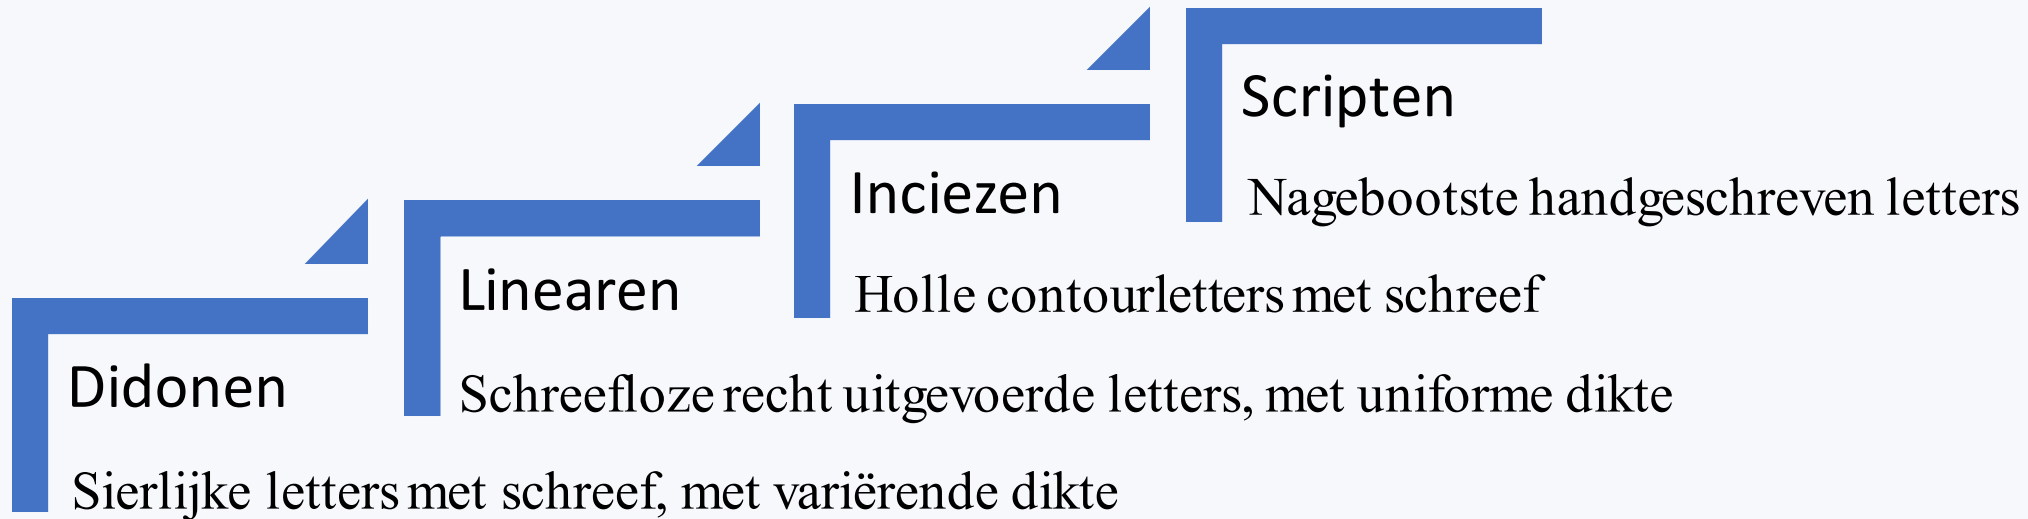 Scripten
Nagebootste handgeschreven letters
Inciezen
Holle contourletters met schreef
Linearen
Schreefloze recht uitgevoerde letters, met uniforme dikte
Didonen
Sierlijke letters met schreef, met variërende dikte